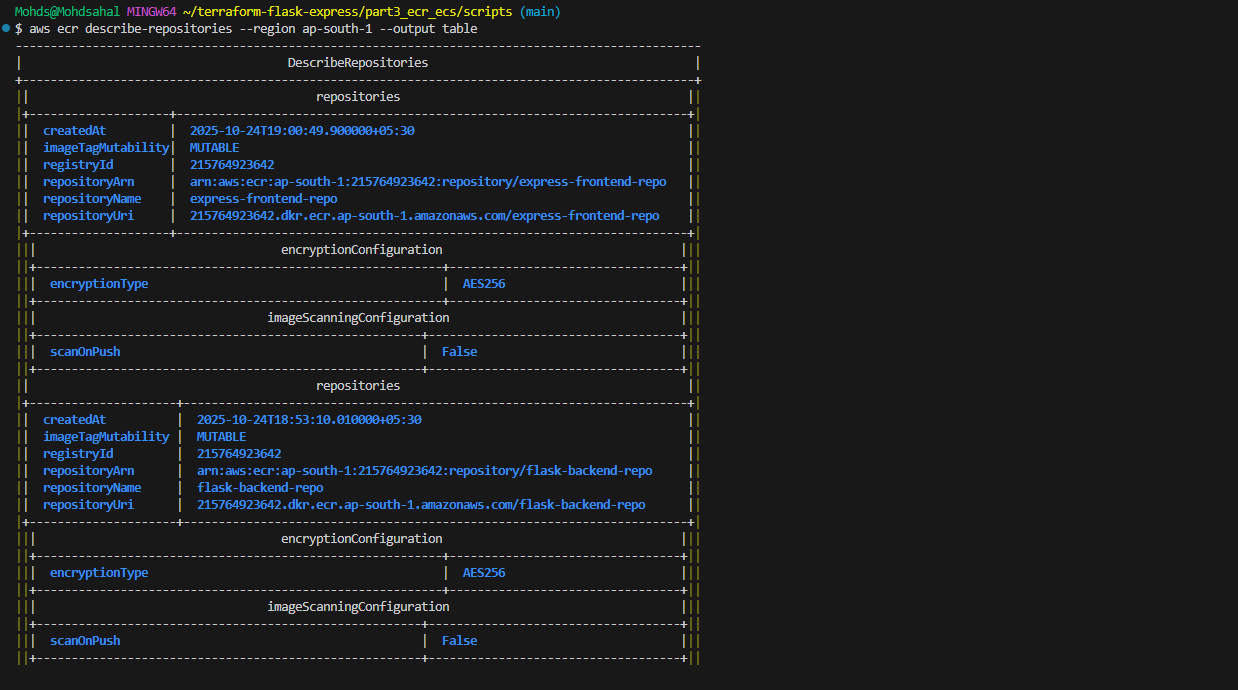 Mohds@Mohdsahal MINGW64 ~/terraform-flask-express/part3_ecr_ecs/scripts (main)
$ aws ecr describe-repositories --region ap-south-1 --output table
DescribeRepositories
repositories
createdAt | 2025-10-24T19:00:49.900000+05:30
imageTagMutability| MUTABLE
registryId | 215764923642
repositoryArn | arn:aws:ecr:ap-south-1:215764923642:repository/express-frontend-repo
repositoryName | express-frontend-repo
repositoryUri | 215764923642.dkr.ecr.ap-south-1.amazonaws.com/express-frontend-repo
encryptionConfiguration
encryptionType | AES256
imageScanningConfiguration
scanOnPush | False
repositories
createdAt | 2025-10-24T18:53:10.010000+05:30
imageTagMutability | MUTABLE
registryId | 215764923642
repositoryArn | arn:aws:ecr:ap-south-1:215764923642:repository/flask-backend-repo
repositoryName | flask-backend-repo
repositoryUri | 215764923642.dkr.ecr.ap-south-1.amazonaws.com/flask-backend-repo
encryptionConfiguration
encryptionType | AES256
imageScanningConfiguration
scanOnPush | False